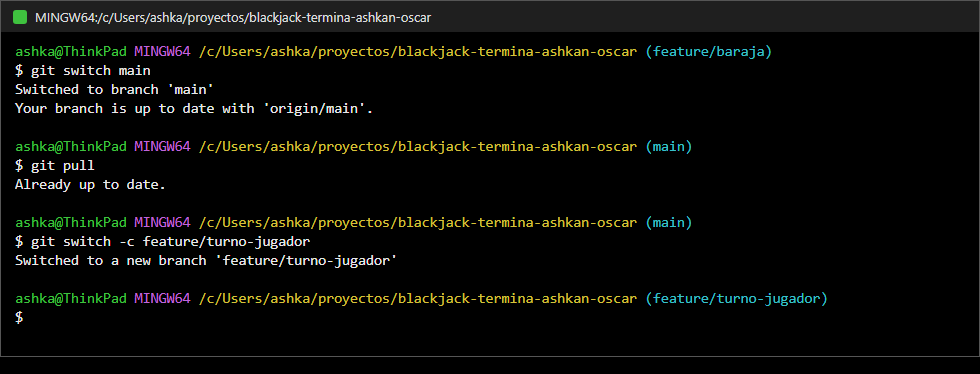 MINGW64:/c/Users/ashka/proyectos/blackjack-termina-ashkan-oscar
ashka@ThinkPad MINGW64 /c/Users/ashka/proyectos/blackjack-termina-ashkan-oscar (feature/baraja)
$ git switch main
Switched to branch 'main'
Your branch is up to date with 'origin/main'.
ashka@ThinkPad MINGW64 /c/Users/ashka/proyectos/blackjack-termina-ashkan-oscar (main)
$ git pull
Already up to date.
ashka@ThinkPad MINGW64 /c/Users/ashka/proyectos/blackjack-termina-ashkan-oscar (main)
$ git switch -c feature/turno-jugador
Switched to a new branch 'feature/turno-jugador'
ashka@ThinkPad MINGW64 /c/Users/ashka/proyectos/blackjack-termina-ashkan-oscar (feature/turno-jugador)
$